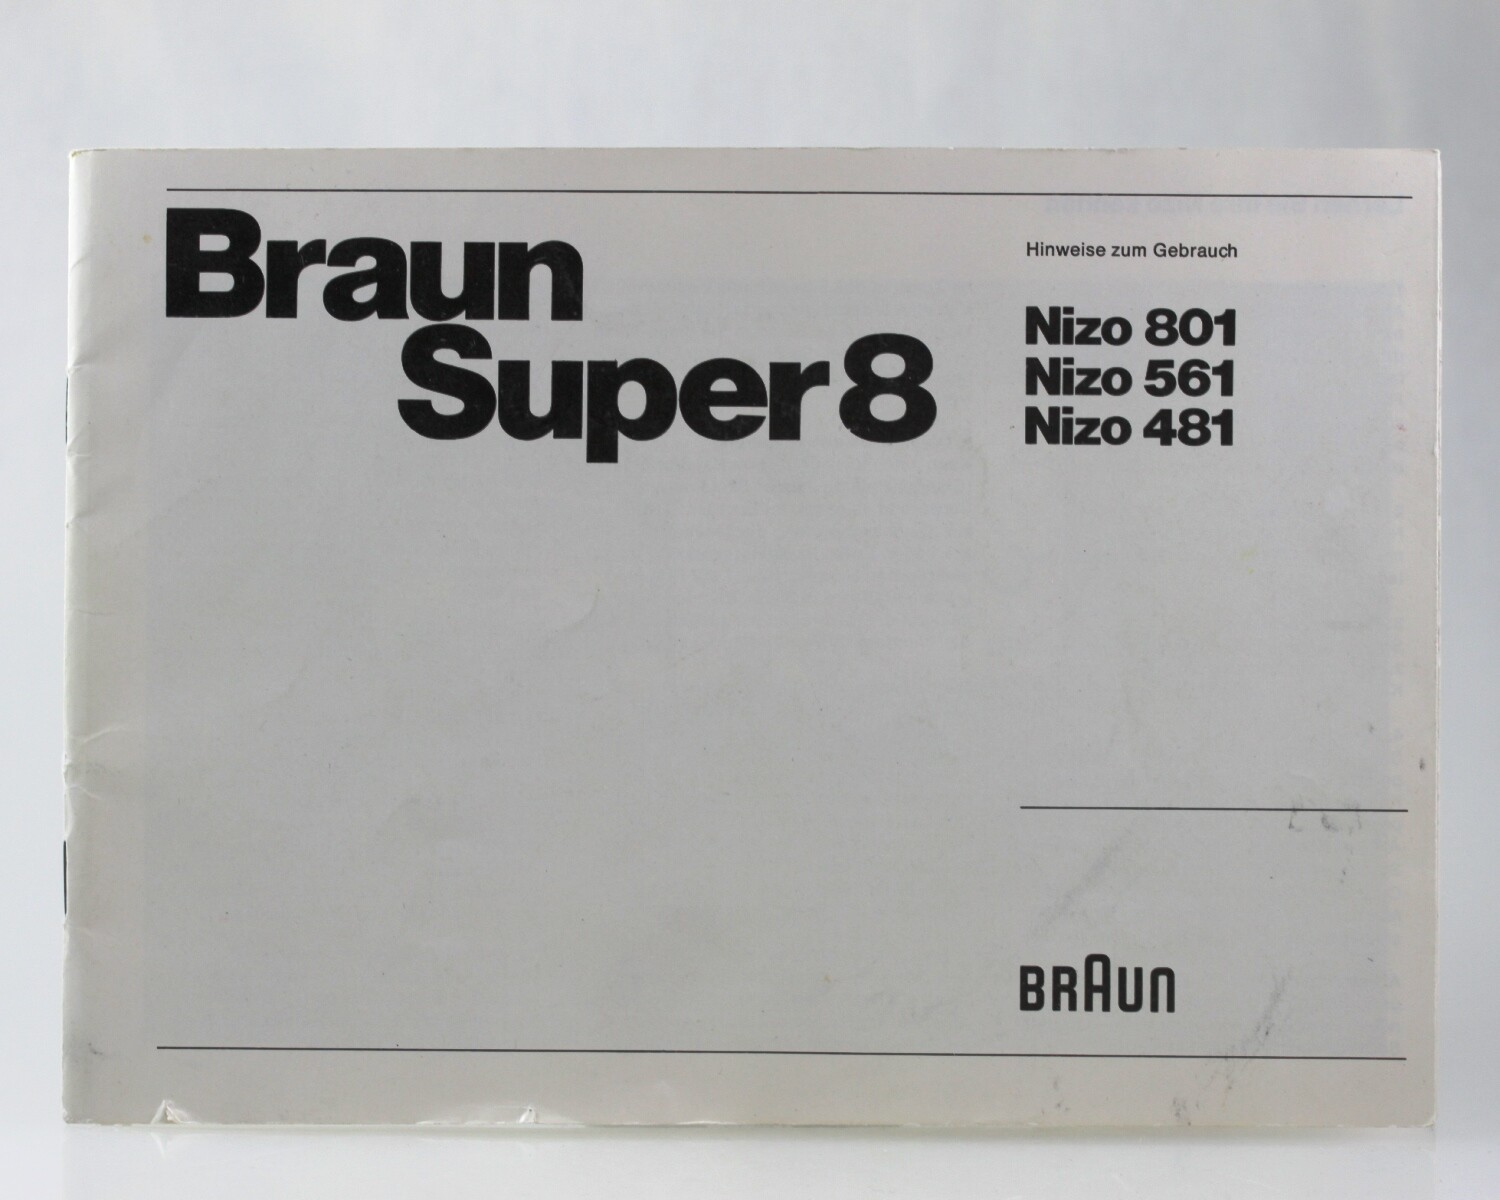 Braun
Super 8
Hinweise zum Gebrauch
Nizo 801
Nizo 561
Nizo 481
BRAUN